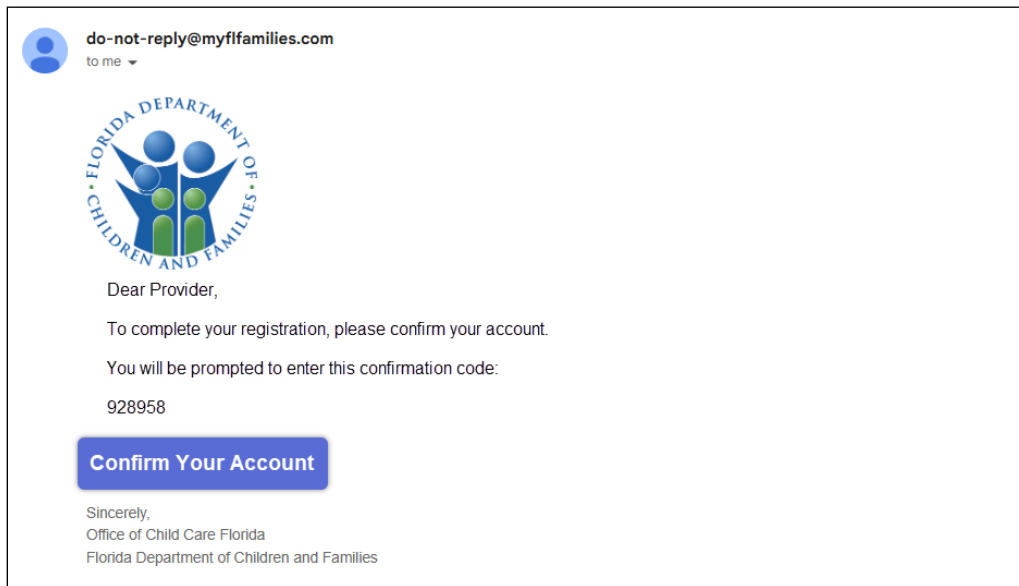 do-not-reply@myflfamilies.com
to me
FLORIDA DEPARTMENT OF
CHILDREN AND FAMILIES
Dear Provider,
To complete your registration, please confirm your account.
You will be prompted to enter this confirmation code:
928958
Confirm Your Account
Sincerely,
Office of Child Care Florida
Florida Department of Children and Families